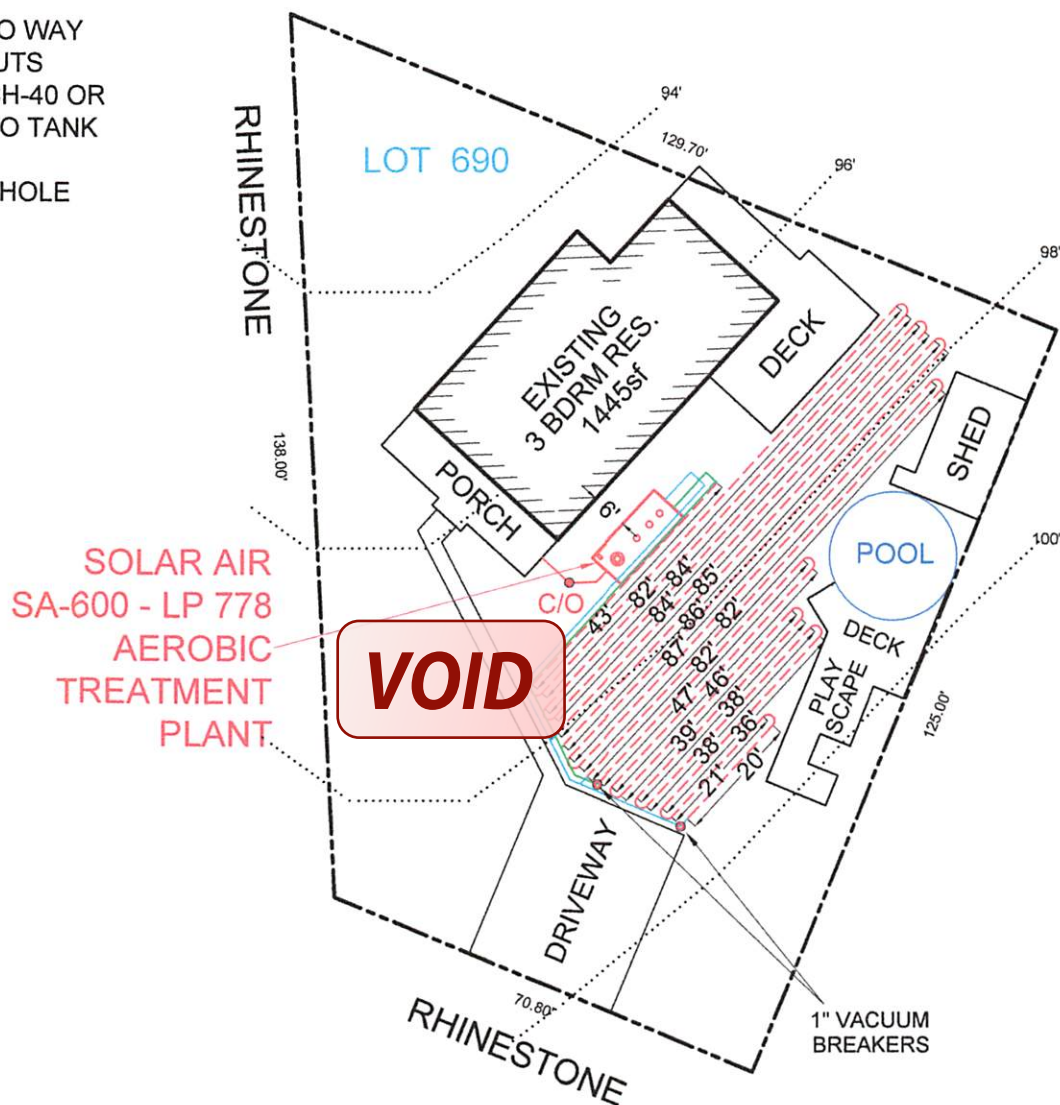 O WAY
UTS
H-40 OR
O TANK
HOLE
RHINESTONE
LOT 690
94'
129.70'
96'
98'
EXISTING
3 BDRM RES.
1445sf
DECK
SHED
138.00'
PORCH
6'
POOL
100'
SOLAR AIR
SA-600 - LP 778
AEROBIC
TREATMENT
PLANT
C/O
VOID
43'
82'
84'
84'
85'
86'
87'
82'
82'
47'
46'
39'
38'
38'
36'
21'
20'
DECK
PLAY
SCAPE
125.00'
DRIVEWAY
70.80'
RHINESTONE
1" VACUUM
BREAKERS